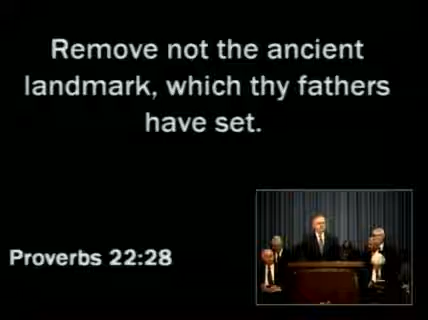 Remove not the ancient
landmark, which thy fathers
have set.
Proverbs 22:28